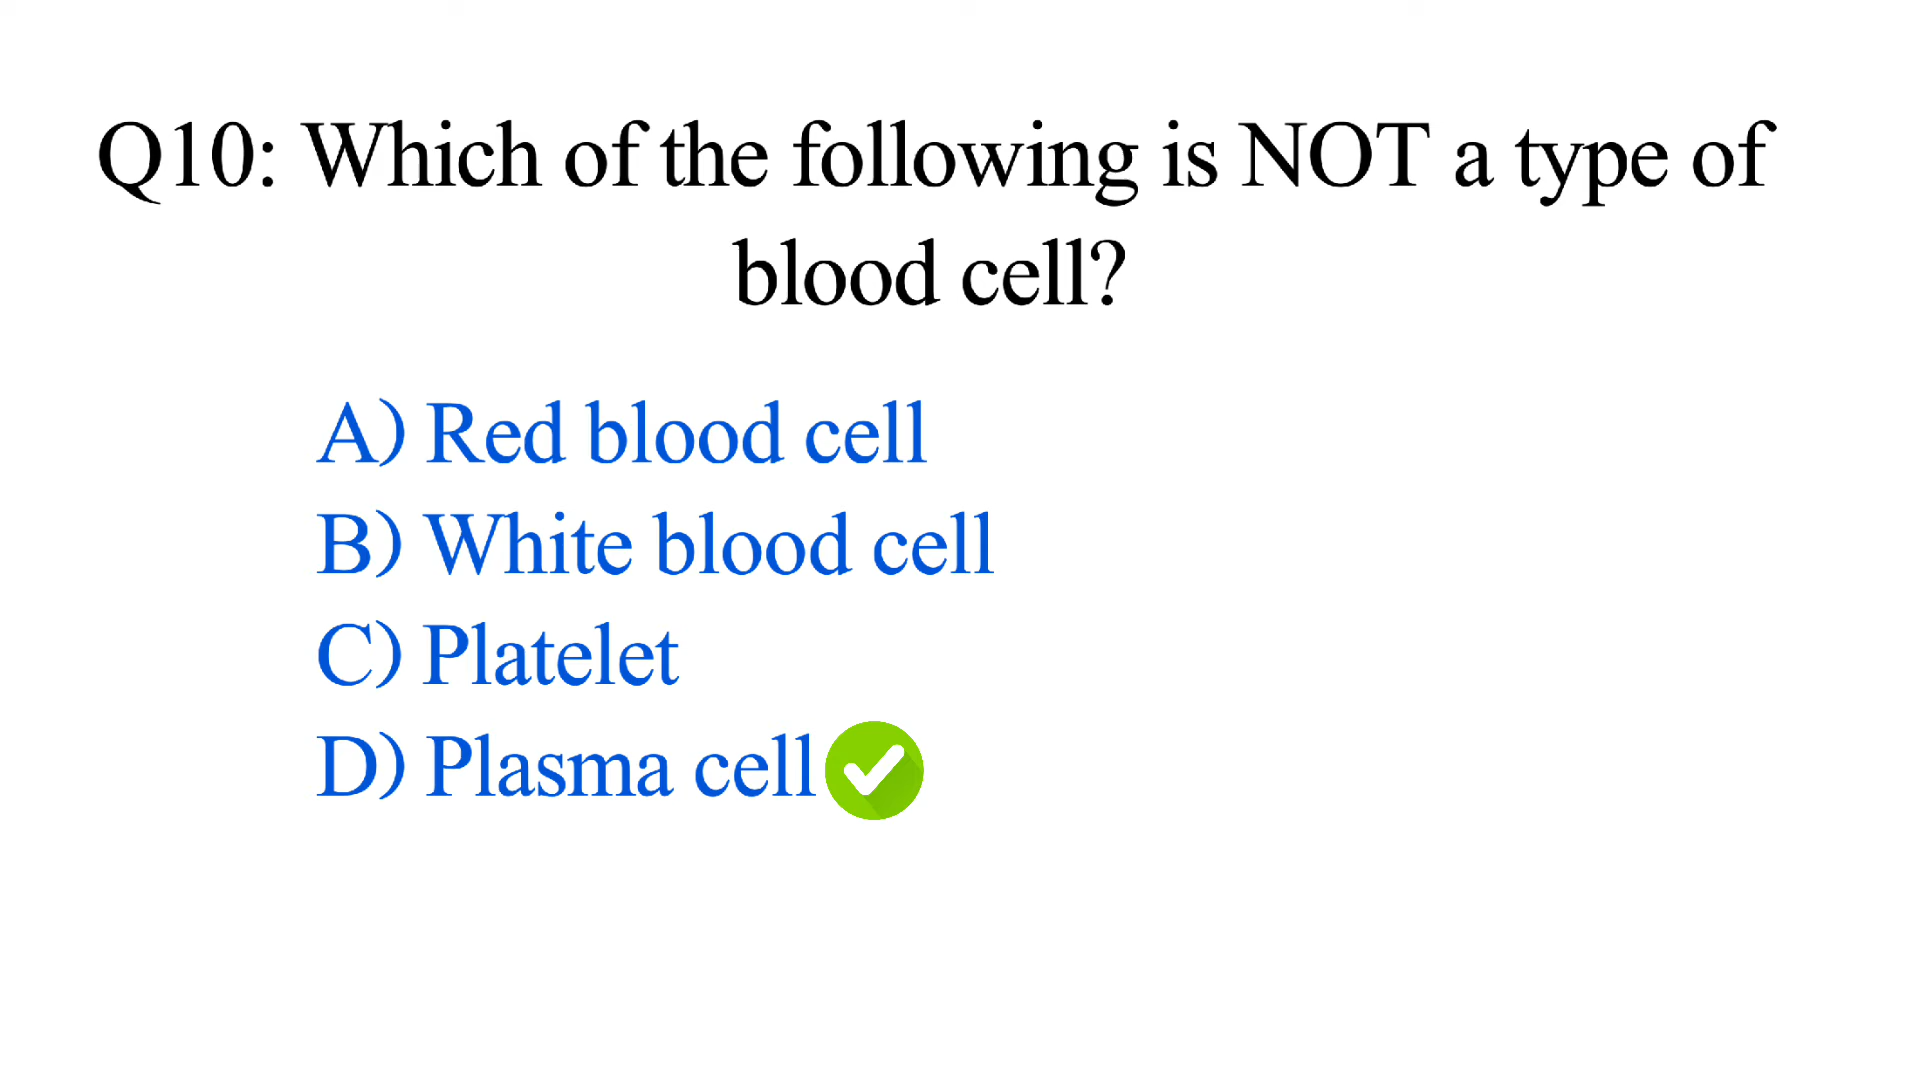 Q10: Which of the following is NOT a type of
blood cell?
A) Red blood cell
B) White blood cell
C) Platelet
D) Plasma cell